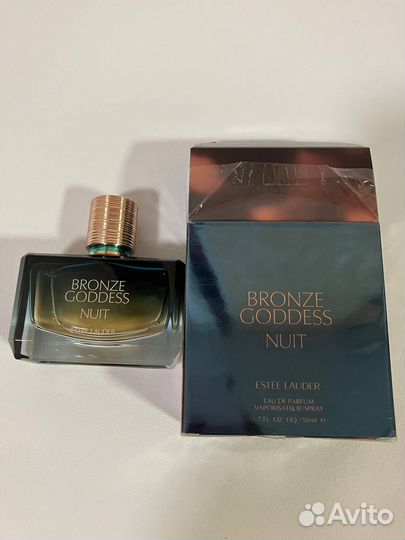 BRONZE
GODDESS
NUIT
ESTĒE LAUDER
BRONZE
GODDESS
NUIT
ESTĒE LAUDER
EAU DE PARFUM
VAPORISATEUR/SPRAY
1.7 FL. OZ. LIQ./50ml ℮
Avito